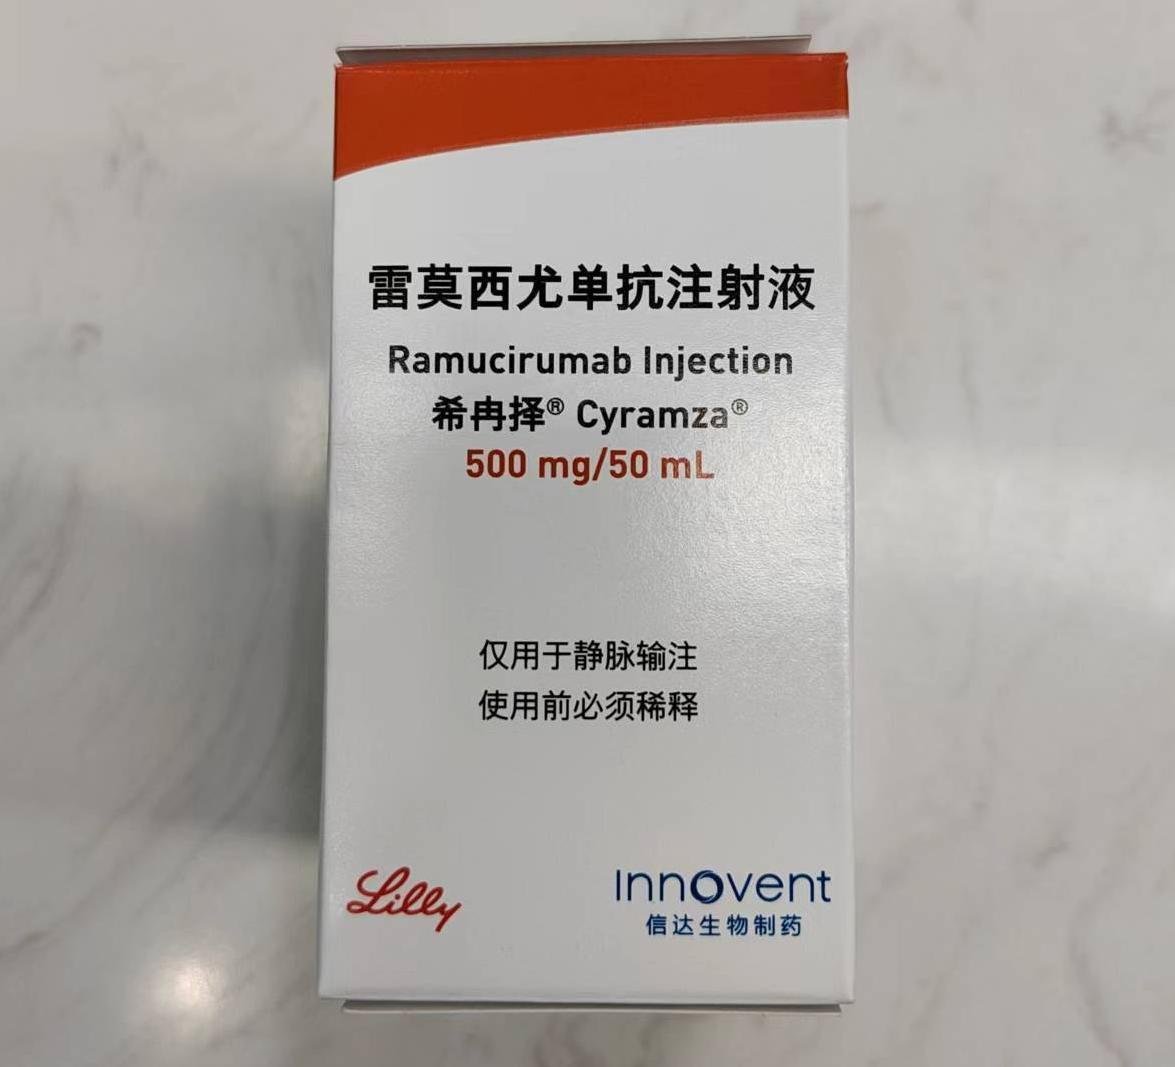 雷莫西尤单抗注射液
Ramucirumab Injection
希冉择® Cyramza®
500 mg/50 mL
仅用于静脉输注
使用前必须稀释
Lilly
Innovent
信达生物制药